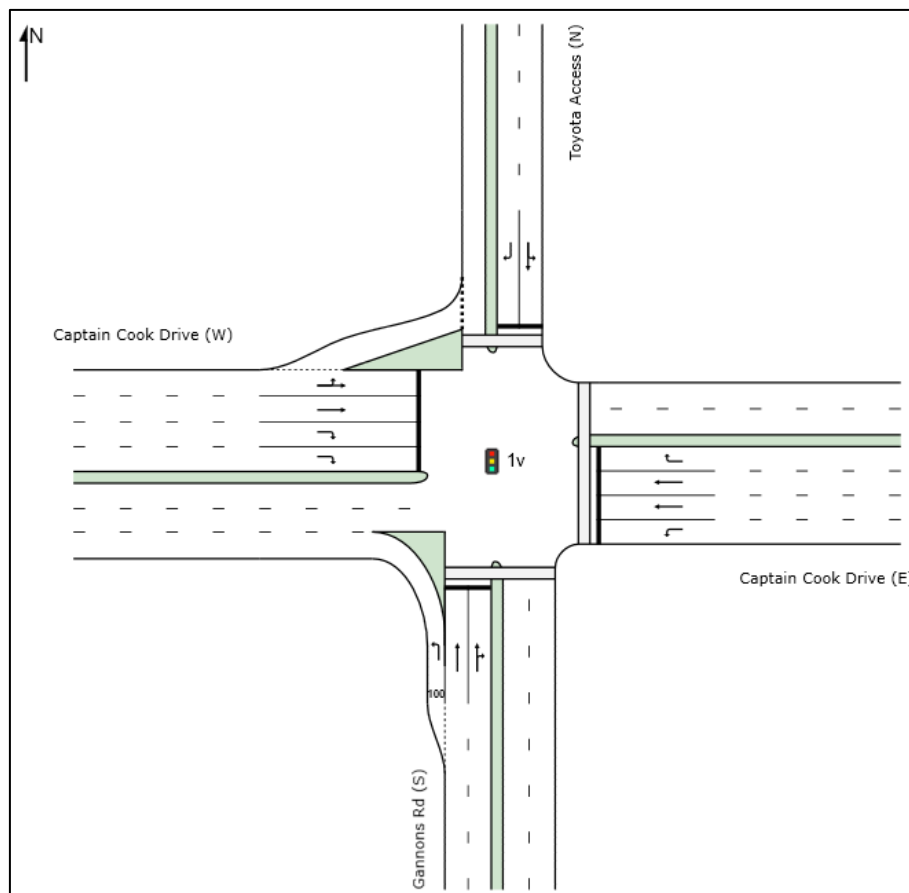 N
Toyota Access (N)
Captain Cook Drive (W)
1v
Captain Cook Drive (E)
100
Gannons Rd (S)